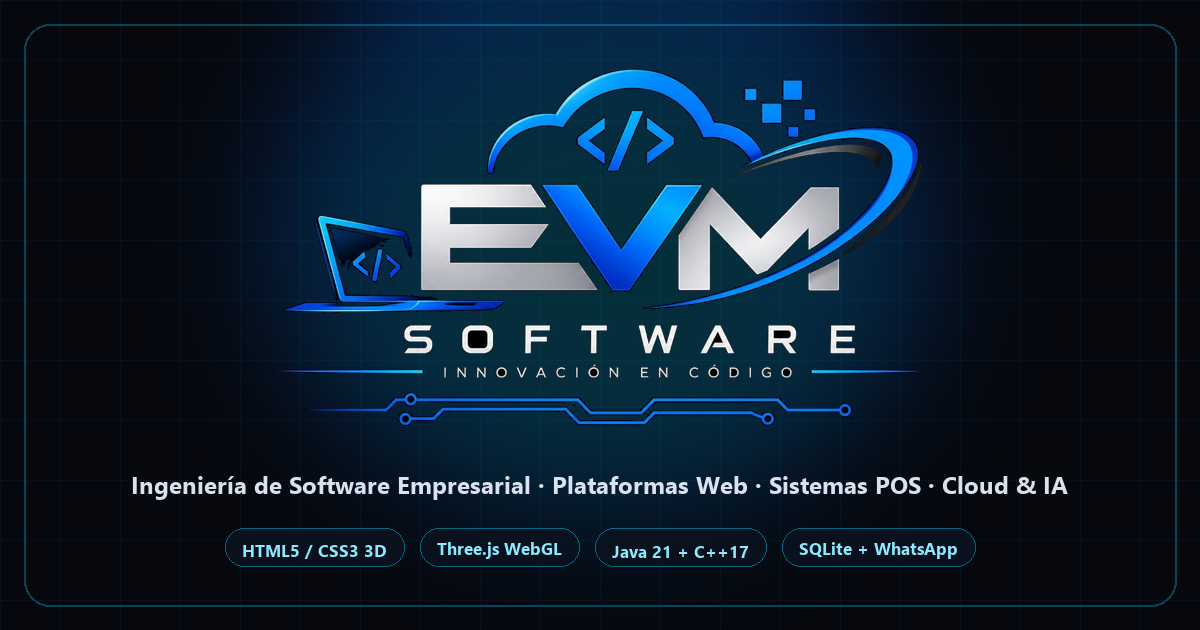 </>
</>
EVM
SOFTWARE
INNOVACIÓN EN CÓDIGO
Ingeniería de Software Empresarial · Plataformas Web · Sistemas POS · Cloud & IA
HTML5 / CSS3 3D
Three.js WebGL
Java 21 + C++17
SQLite + WhatsApp